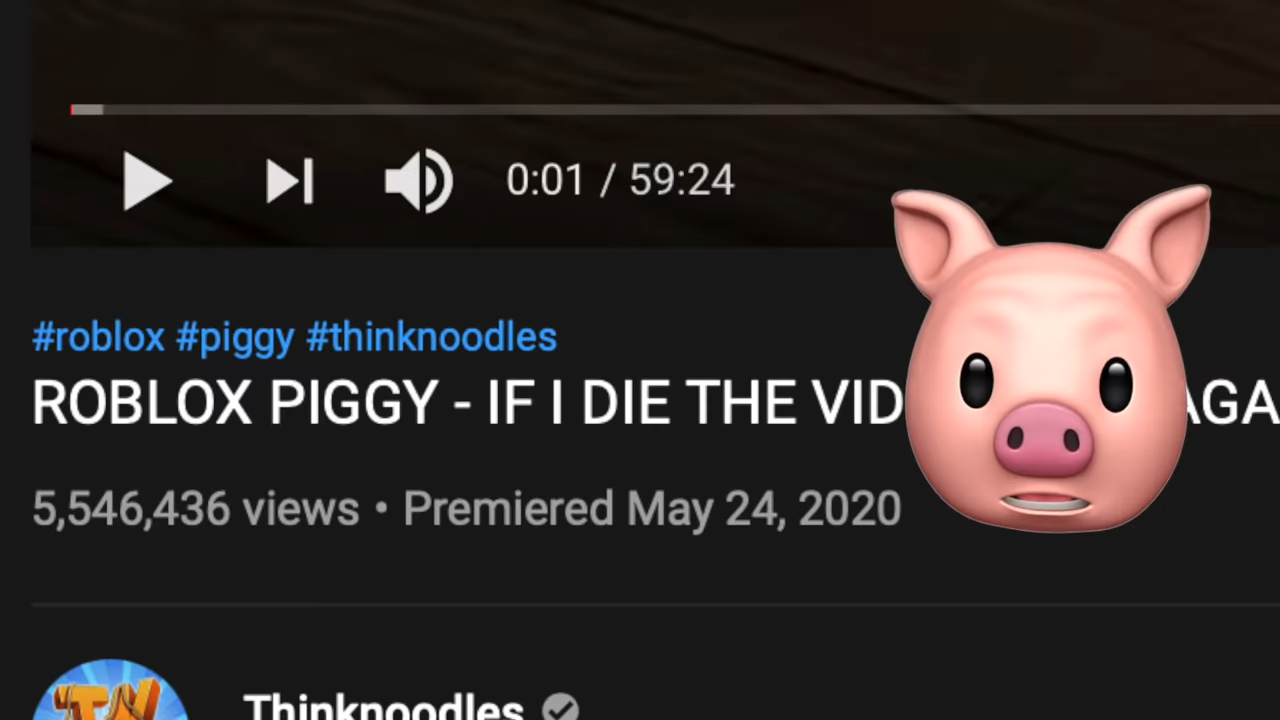 0:01 / 59:24
#roblox #piggy #thinknoodles
ROBLOX PIGGY - IF I DIE THE VID AGA
5,546,436 views • Premiered May 24, 2020
Thinknoodles